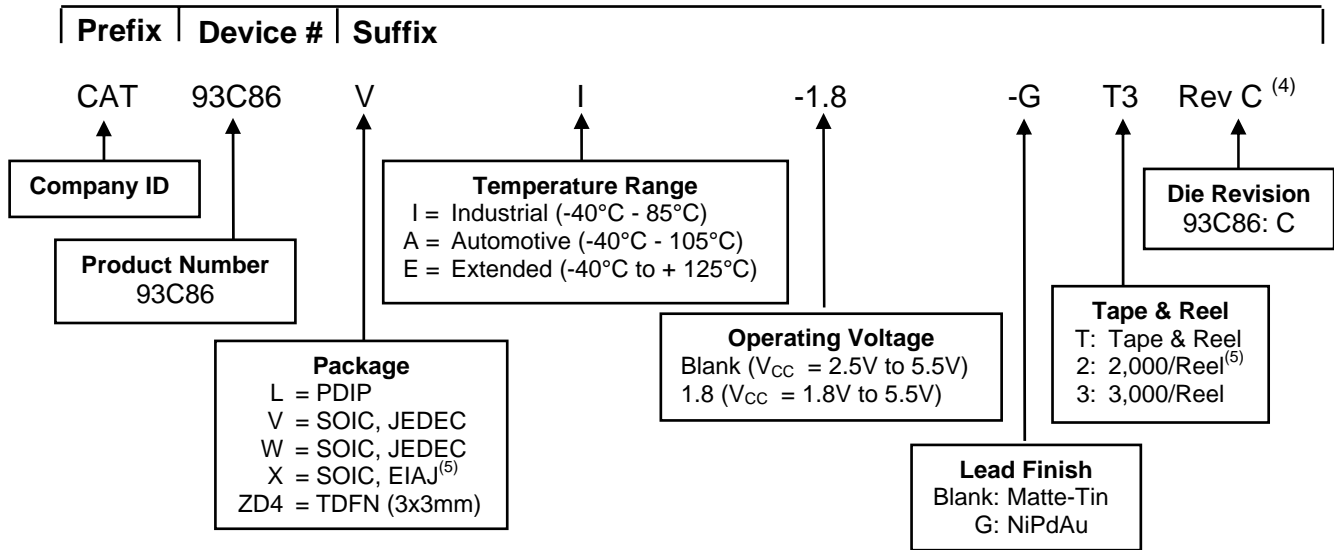 Prefix Device # Suffix
CAT 93C86 V I -1.8 -G T3 Rev C (4)
Company ID
Product Number
93C86
Package
L = PDIP
V = SOIC, JEDEC
W = SOIC, JEDEC
X = SOIC, EIAJ(5)
ZD4 = TDFN (3x3mm)
Temperature Range
I = Industrial (-40°C - 85°C)
A = Automotive (-40°C - 105°C)
E = Extended (-40°C to + 125°C)
Operating Voltage
Blank (VCC = 2.5V to 5.5V)
1.8 (VCC = 1.8V to 5.5V)
Lead Finish
Blank: Matte-Tin
G: NiPdAu
Tape & Reel
T: Tape & Reel
2: 2,000/Reel(5)
3: 3,000/Reel
Die Revision
93C86: C